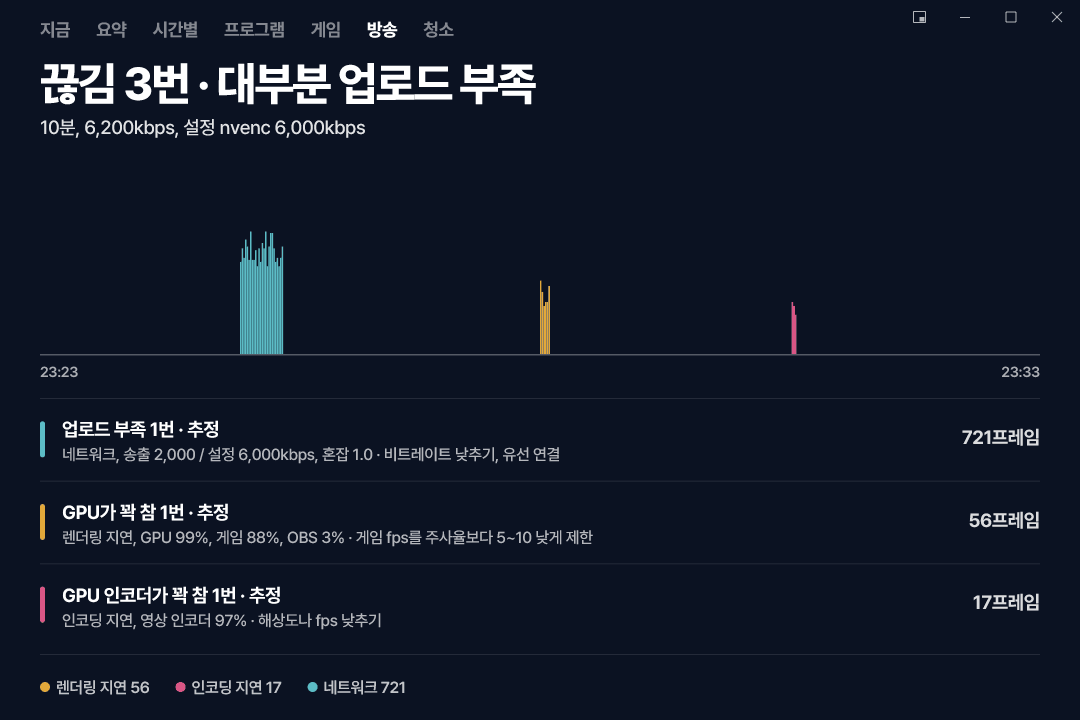 지금 요약 시간별 프로그램 게임 방송 청소
끊김 3번 · 대부분 업로드 부족
10분, 6,200kbps, 설정 nvenc 6,000kbps
23:23 23:33
업로드 부족 1번 · 추정
721프레임
네트워크, 송출 2,000 / 설정 6,000kbps, 혼잡 1.0 · 비트레이트 낮추기, 유선 연결
GPU가 꽉 참 1번 · 추정
56프레임
렌더링 지연, GPU 99%, 게임 88%, OBS 3% · 게임 fps를 주사율보다 5~10 낮게 제한
GPU 인코더가 꽉 참 1번 · 추정
17프레임
인코딩 지연, 영상 인코더 97% · 해상도나 fps 낮추기
렌더링 지연 56 인코딩 지연 17 네트워크 721